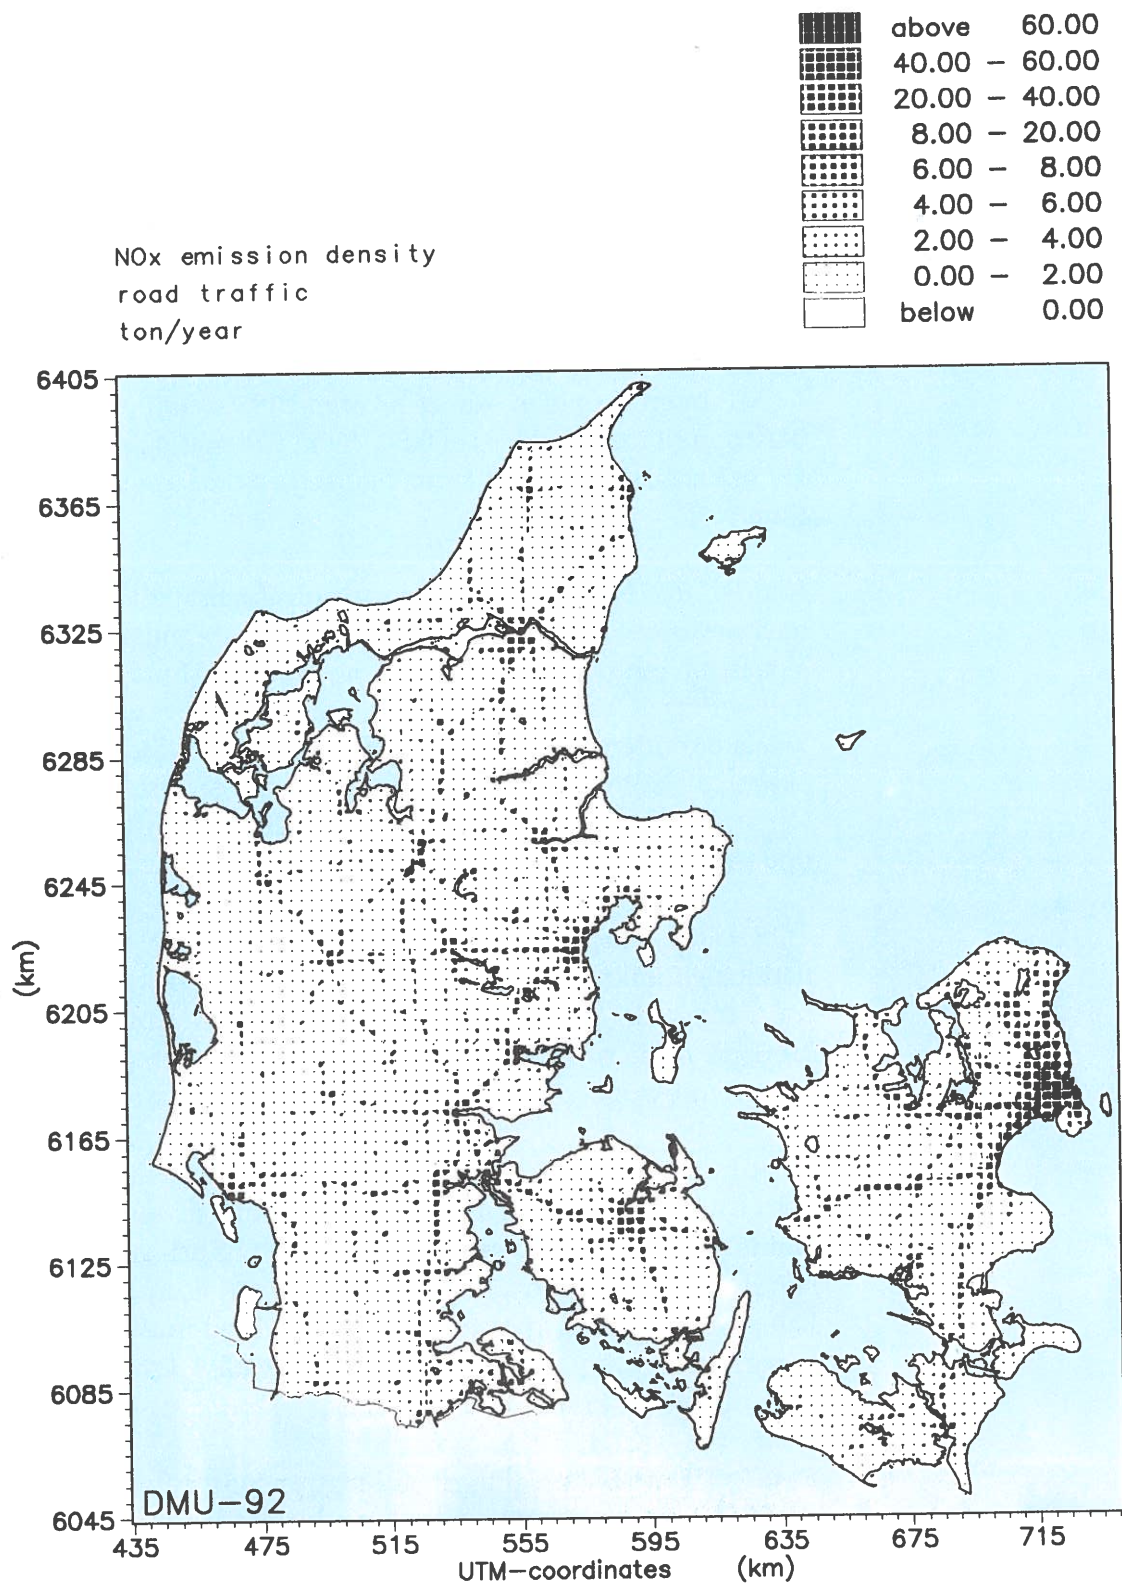 above 60.00
40.00 – 60.00
20.00 – 40.00
8.00 – 20.00
6.00 – 8.00
4.00 – 6.00
2.00 – 4.00
0.00 – 2.00
below 0.00
NOx emission density
road traffic
ton/year
6405
6365
6325
6285
6245
6205
6165
6125
6085
6045
(km)
DMU-92
435 475 515 555 595 635 675 715
UTM-coordinates (km)